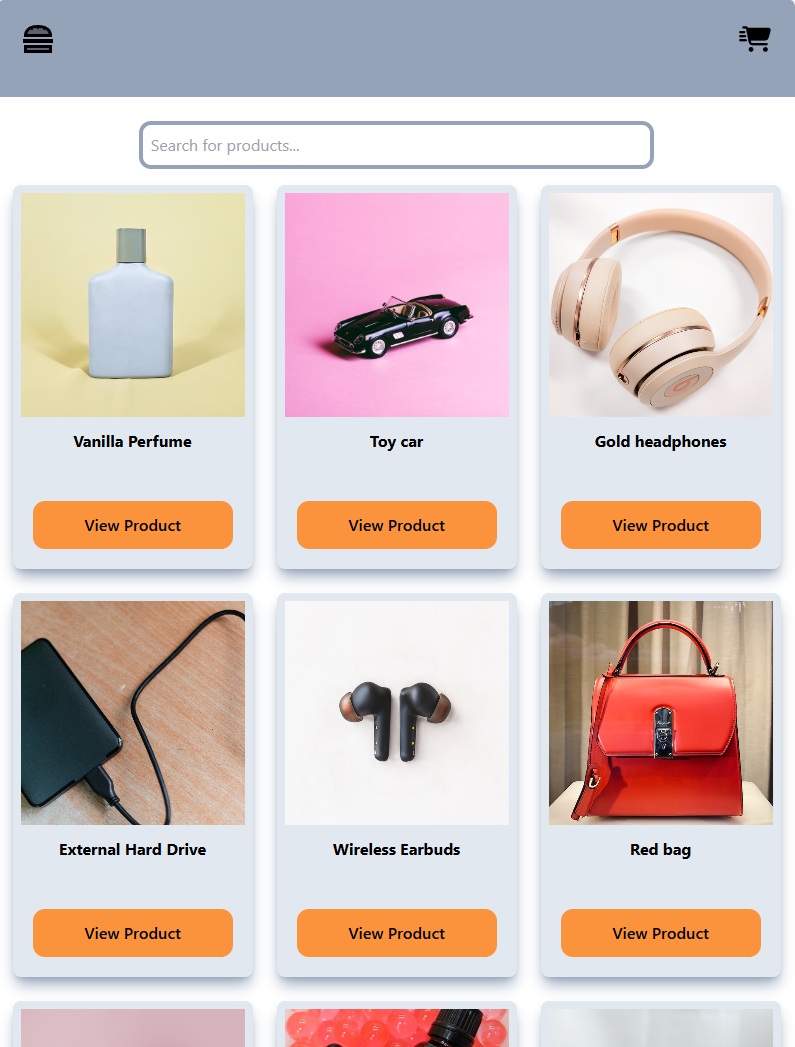 Search for products...
Vanilla Perfume
Toy car
Gold headphones
View Product
View Product
View Product
External Hard Drive
Wireless Earbuds
Red bag
View Product
View Product
View Product